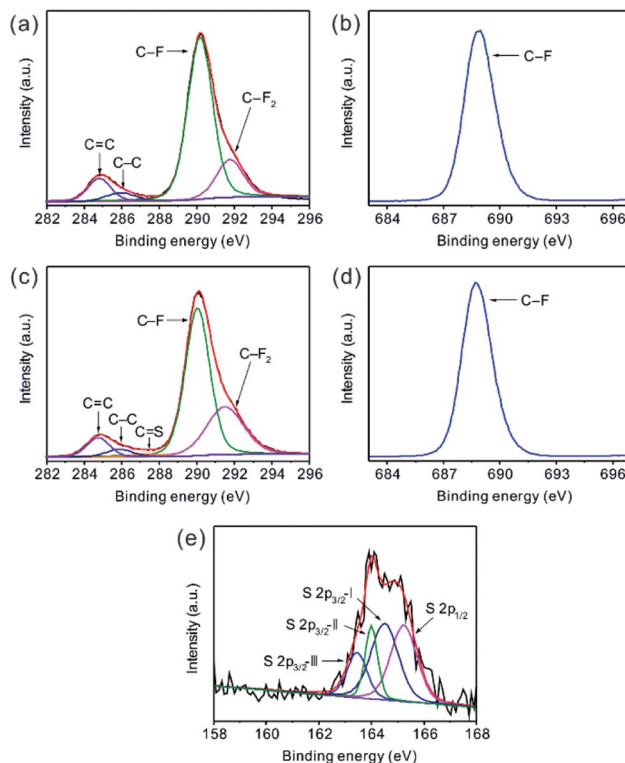 (a)
C–F
C–F₂
C=C
C–C
Intensity (a.u.)
282 284 286 288 290 292 294 296
Binding energy (eV)
(b)
C–F
Intensity (a.u.)
684 687 690 693 696
Binding energy (eV)
(c)
C–F
C–F₂
C=C
C–C
C=S
Intensity (a.u.)
282 284 286 288 290 292 294 296
Binding energy (eV)
(d)
C–F
Intensity (a.u.)
684 687 690 693 696
Binding energy (eV)
(e)
S 2p₃/₂-I
S 2p₃/₂-II
S 2p₁/₂
S 2p₃/₂-III
Intensity (a.u.)
158 160 162 164 166 168
Binding energy (eV)